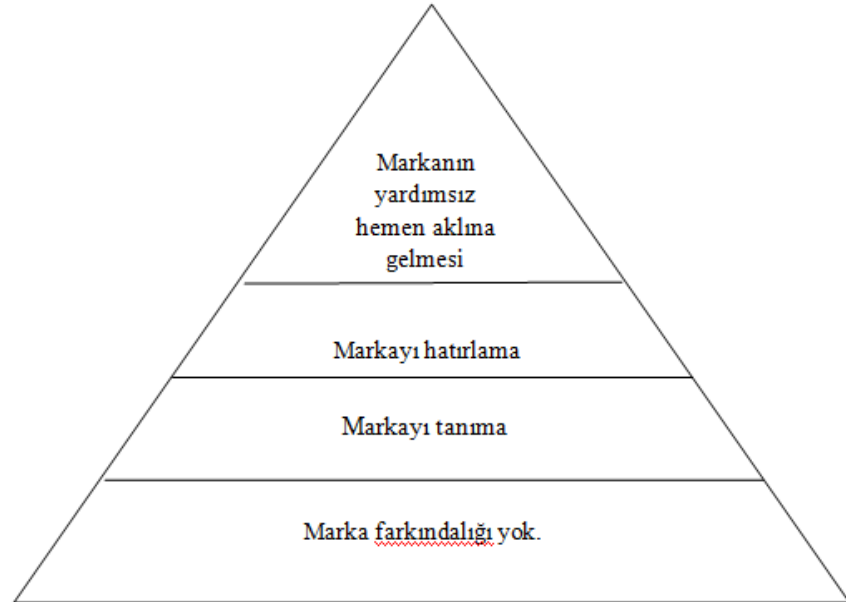 Markanın
yardımsız
hemen aklına
gelmesi
Markayı hatırlama
Markayı tanıma
Marka farkındalığı yok.